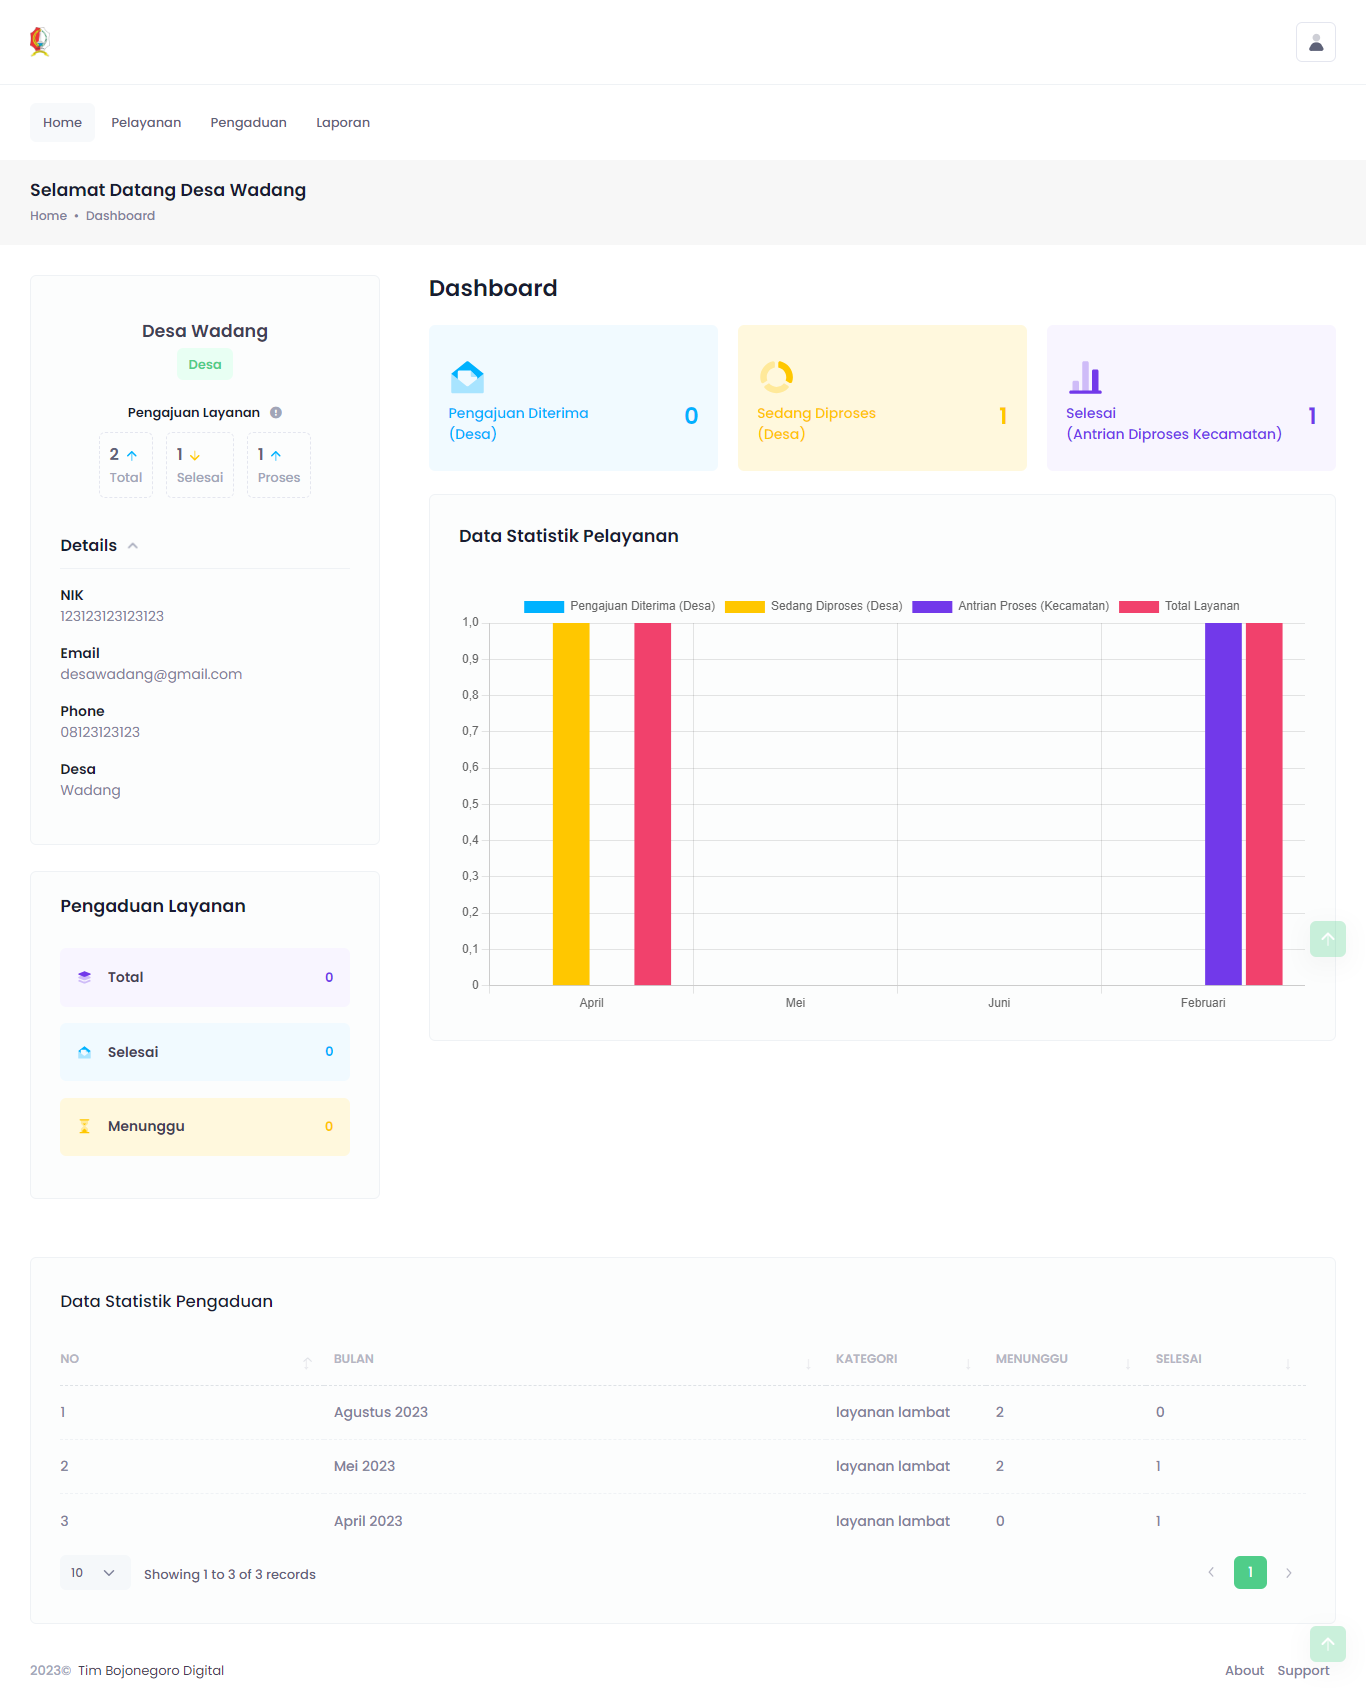 Home Pelayanan Pengaduan Laporan
Selamat Datang Desa Wadang
Home • Dashboard
Desa Wadang
Desa
Pengajuan Layanan
2 1 1
Total Selesai Proses
Details
NIK
123123123123123
Email
desawadang@gmail.com
Phone
08123123123
Desa
Wadang
Pengaduan Layanan
Total 0
Selesai 0
Menunggu 0
Dashboard
Pengajuan Diterima
(Desa)
0
Sedang Diproses
(Desa)
1
Selesai
(Antrian Diproses Kecamatan)
1
Data Statistik Pelayanan
Pengajuan Diterima (Desa) Sedang Diproses (Desa) Antrian Proses (Kecamatan) Total Layanan
1,0
0,9
0,8
0,7
0,6
0,5
0,4
0,3
0,2
0,1
0
April Mei Juni Februari
Data Statistik Pengaduan
NO BULAN KATEGORI MENUNGGU SELESAI
1 Agustus 2023 layanan lambat 2 0
2 Mei 2023 layanan lambat 2 1
3 April 2023 layanan lambat 0 1
10 Showing 1 to 3 of 3 records 1
2023© Tim Bojonegoro Digital About Support